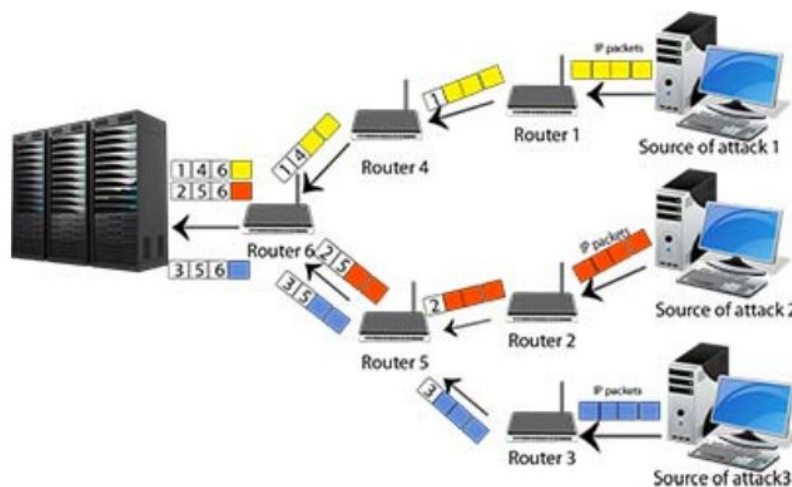 IP packets
1
Router 1
Source of attack 1
1 4
Router 4
1 4 6
2 5 6
Router 6
3 5 6
IP packets
2 5
2
3 5
Router 5
Router 2
Source of attack 2
IP packets
3
Router 3
Source of attack3